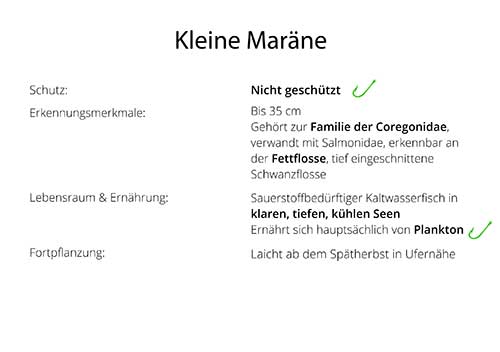 Kleine Maräne
Schutz: Nicht geschützt
Erkennungsmerkmale: Bis 35 cm
Gehört zur Familie der Coregonidae,
verwandt mit Salmonidae, erkennbar an
der Fettflosse, tief eingeschnittene
Schwanzflosse
Lebensraum & Ernährung: Sauerstoffbedürftiger Kaltwasserfisch in
klaren, tiefen, kühlen Seen
Ernährt sich hauptsächlich von Plankton
Fortpflanzung: Laicht ab dem Spätherbst in Ufernähe